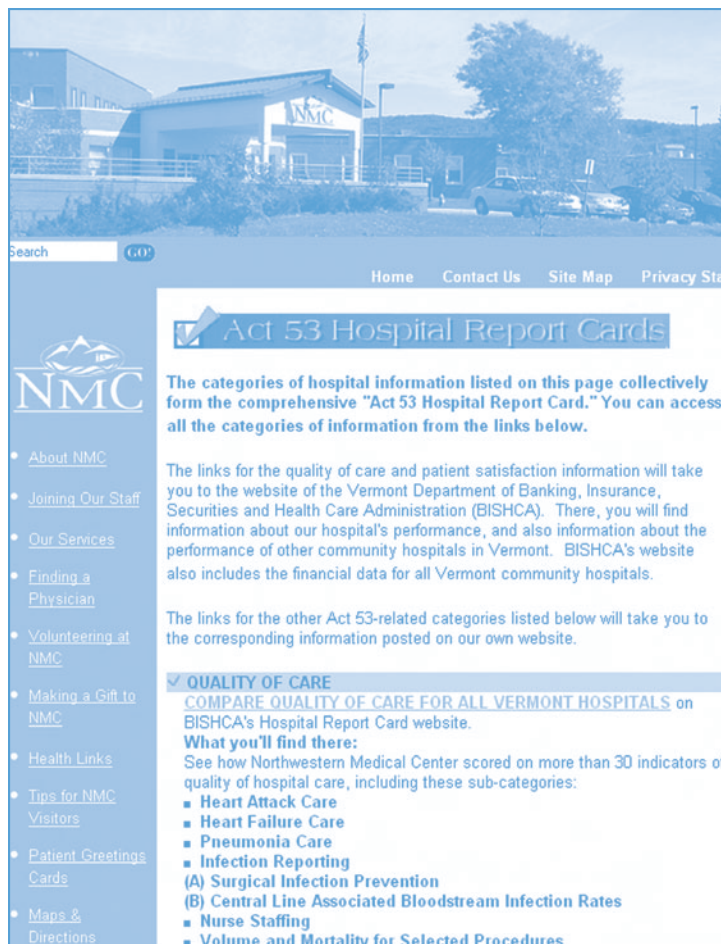 NMC
Search
GO!
Home Contact Us Site Map Privacy Sta
Act 53 Hospital Report Cards
NMC
About NMC
Joining Our Staff
Our Services
Finding a
Physician
Volunteering at
NMC
Making a Gift to
NMC
Health Links
Tips for NMC
Visitors
Patient Greetings
Cards
Maps &
Directions
The categories of hospital information listed on this page collectively
form the comprehensive "Act 53 Hospital Report Card." You can access
all the categories of information from the links below.
The links for the quality of care and patient satisfaction information will take
you to the website of the Vermont Department of Banking, Insurance,
Securities and Health Care Administration (BISHCA). There, you will find
information about our hospital's performance, and also information about the
performance of other community hospitals in Vermont. BISHCA's website
also includes the financial data for all Vermont community hospitals.
The links for the other Act 53-related categories listed below will take you to
the corresponding information posted on our own website.
QUALITY OF CARE
COMPARE QUALITY OF CARE FOR ALL VERMONT HOSPITALS on
BISHCA's Hospital Report Card website.
What you'll find there:
See how Northwestern Medical Center scored on more than 30 indicators of
quality of hospital care, including these sub-categories:
Heart Attack Care
Heart Failure Care
Pneumonia Care
Infection Reporting
(A) Surgical Infection Prevention
(B) Central Line Associated Bloodstream Infection Rates
Nurse Staffing
Volume and Mortality for Selected Procedures